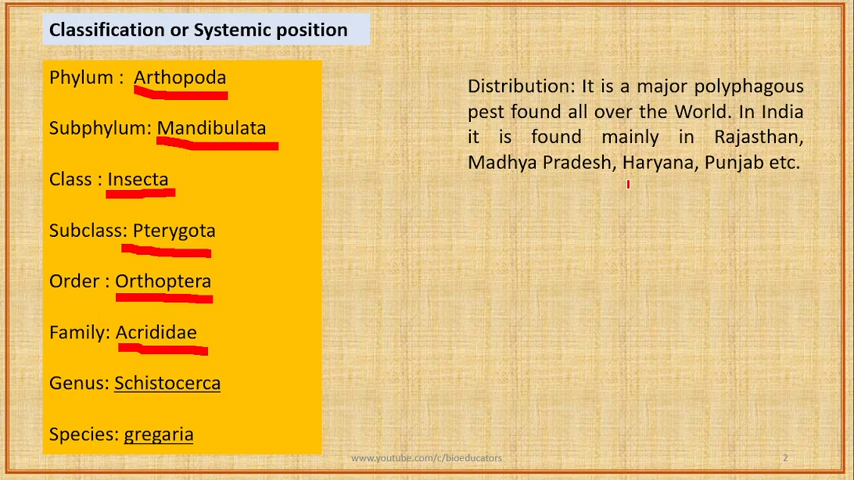 Classification or Systemic position
Phylum : Arthopoda
Subphylum: Mandibulata
Class : Insecta
Subclass: Pterygota
Order : Orthoptera
Family: Acrididae
Genus: Schistocerca
Species: gregaria
Distribution: It is a major polyphagous
pest found all over the World. In India
it is found mainly in Rajasthan,
Madhya Pradesh, Haryana, Punjab etc.
www.youtube.com/c/bioeducators
2